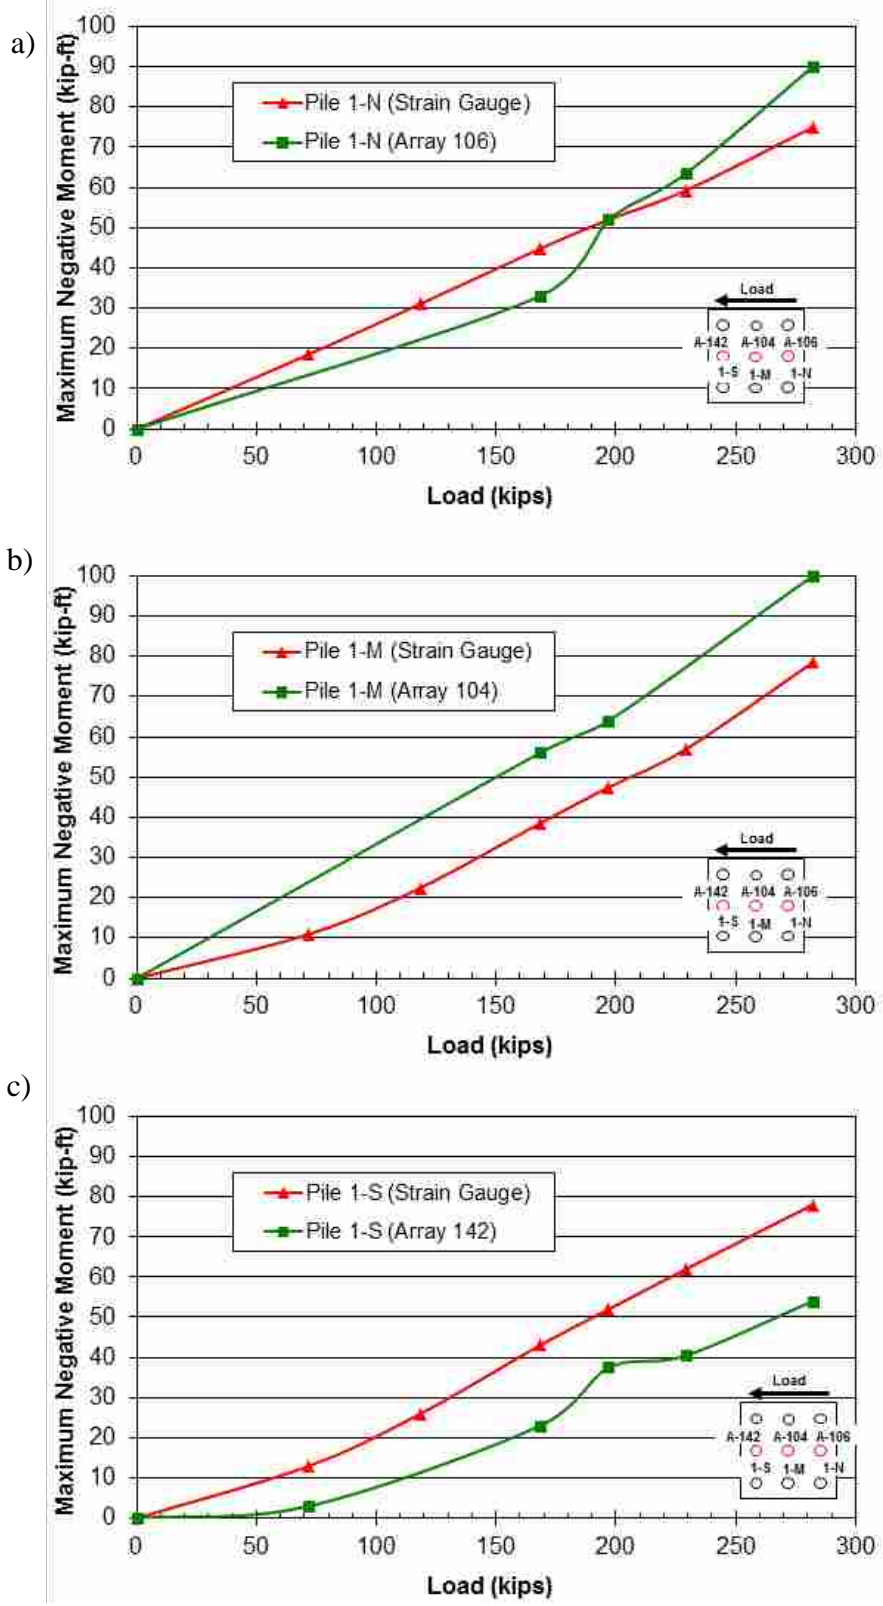 a)
Maximum Negative Moment (kip-ft)
100
90
80
70
60
50
40
30
20
10
0
Pile 1-N (Strain Gauge)
Pile 1-N (Array 106)
Load
A-142 A-104 A-106
1-S 1-M 1-N
0 50 100 150 200 250 300
Load (kips)
b)
Maximum Negative Moment (kip-ft)
100
90
80
70
60
50
40
30
20
10
0
Pile 1-M (Strain Gauge)
Pile 1-M (Array 104)
Load
A-142 A-104 A-106
1-S 1-M 1-N
0 50 100 150 200 250 300
Load (kips)
c)
Maximum Negative Moment (kip-ft)
100
90
80
70
60
50
40
30
20
10
0
Pile 1-S (Strain Gauge)
Pile 1-S (Array 142)
Load
A-142 A-104 A-106
1-S 1-M 1-N
0 50 100 150 200 250 300
Load (kips)